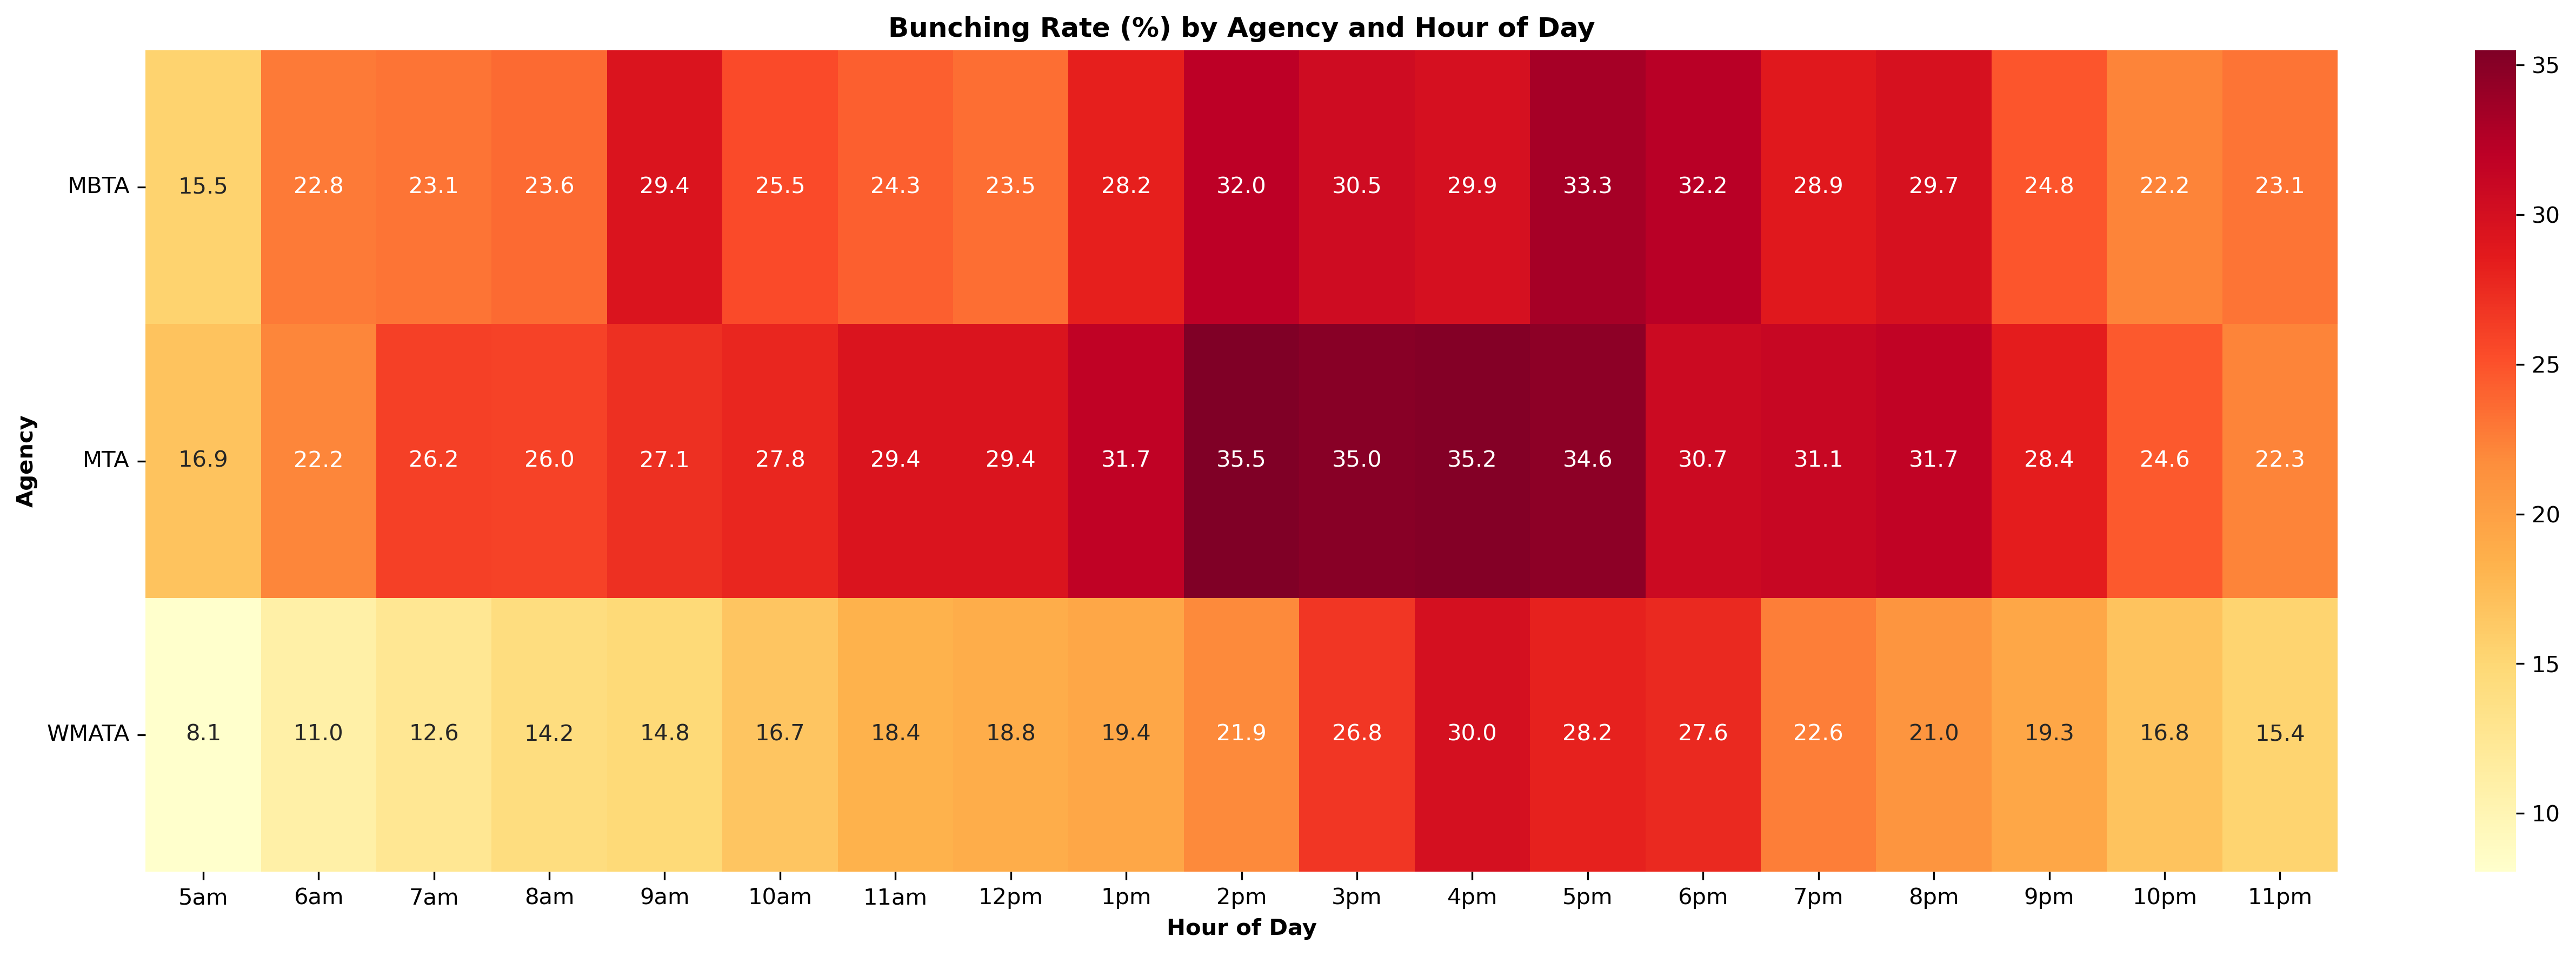 Bunching Rate (%) by Agency and Hour of Day
Agency
MBTA 15.5 22.8 23.1 23.6 29.4 25.5 24.3 23.5 28.2 32.0 30.5 29.9 33.3 32.2 28.9 29.7 24.8 22.2 23.1
MTA 16.9 22.2 26.2 26.0 27.1 27.8 29.4 29.4 31.7 35.5 35.0 35.2 34.6 30.7 31.1 31.7 28.4 24.6 22.3
WMATA 8.1 11.0 12.6 14.2 14.8 16.7 18.4 18.8 19.4 21.9 26.8 30.0 28.2 27.6 22.6 21.0 19.3 16.8 15.4
5am 6am 7am 8am 9am 10am 11am 12pm 1pm 2pm 3pm 4pm 5pm 6pm 7pm 8pm 9pm 10pm 11pm
Hour of Day
35
30
25
20
15
10